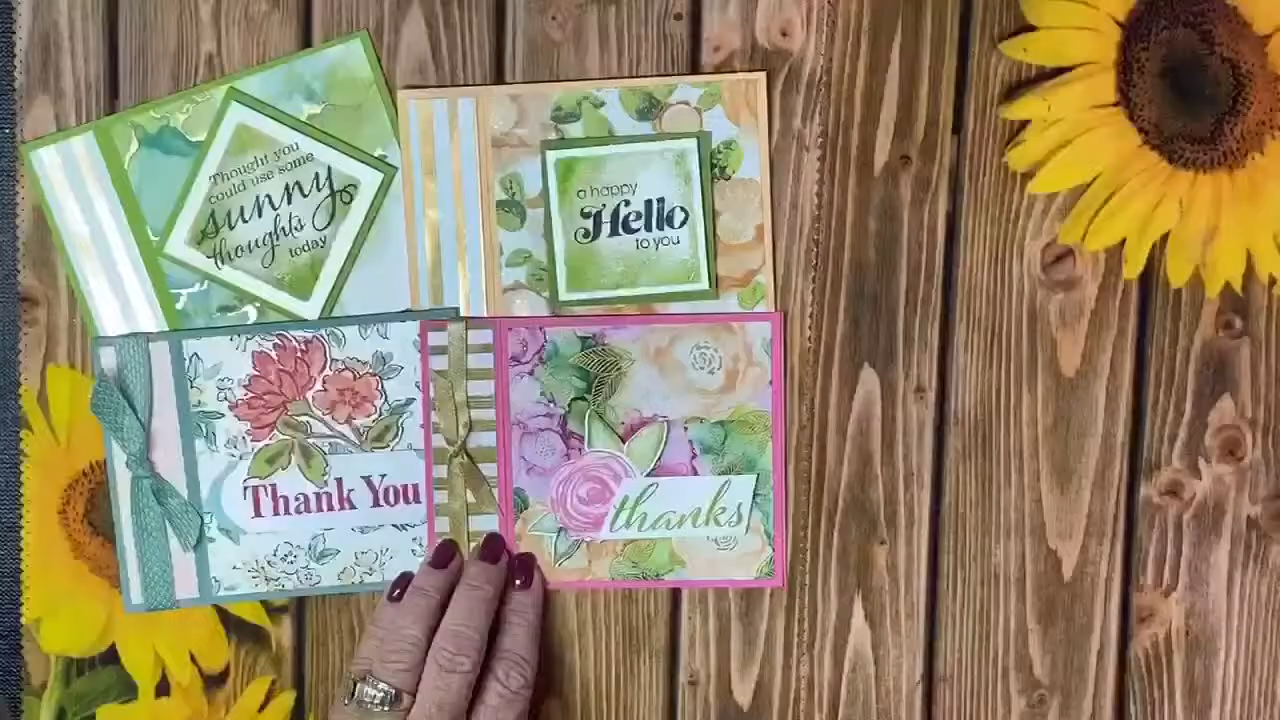 Thought you
could use some
sunny
thoughts
today
a happy
Hello
to you
Thank You
thanks